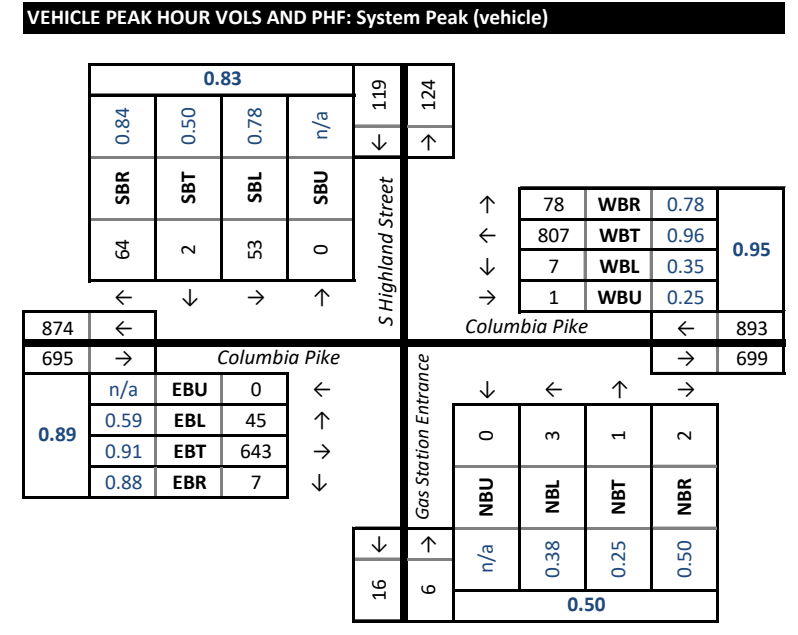 VEHICLE PEAK HOUR VOLS AND PHF: System Peak (vehicle)
0.83
0.84 0.50 0.78 n/a
SBR SBT SBL SBU
64 2 53 0
← ↓ → ↑
119 124
↓ ↑
S Highland Street
↑ 78 WBR 0.78
← 807 WBT 0.96
↓ 7 WBL 0.35
→ 1 WBU 0.25
0.95
Columbia Pike ← 893
→ 699
874 ←
695 → Columbia Pike
n/a EBU 0 ←
0.59 EBL 45 ↑
0.91 EBT 643 →
0.88 EBR 7 ↓
0.89
Gas Station Entrance
↓ ← ↑ →
0 3 1 2
NBU NBL NBT NBR
n/a 0.38 0.25 0.50
0.50
↓ ↑
16 6